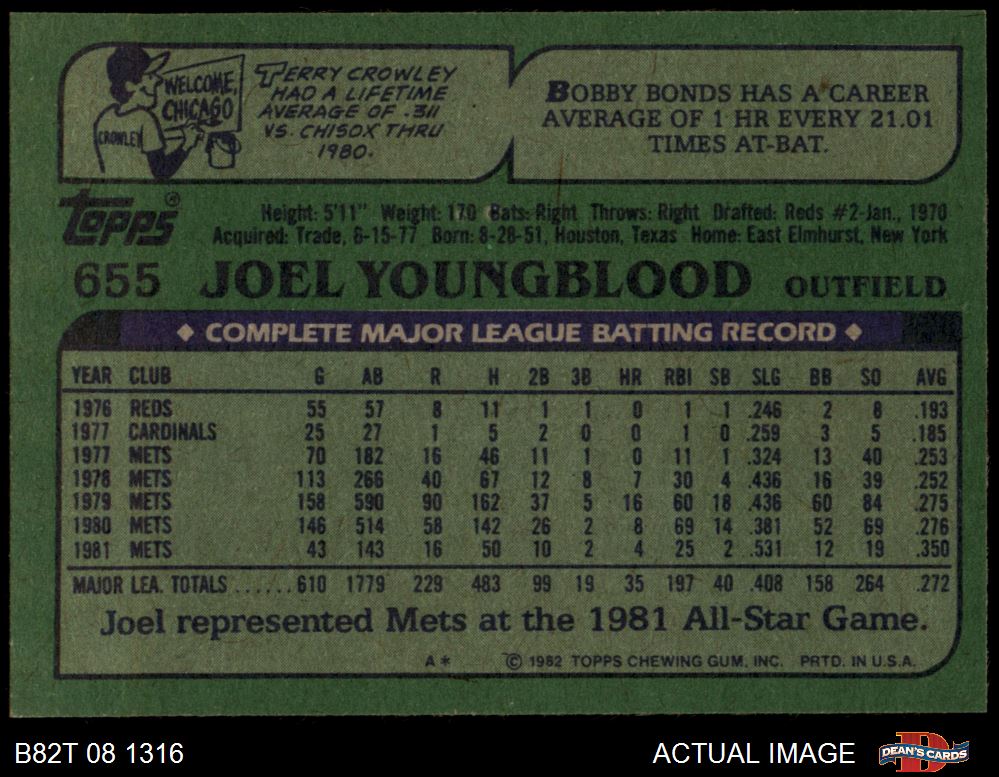 WELCOME,
CHICAGO
CROWLEY
TERRY CROWLEY
HAD A LIFETIME
AVERAGE OF .311
VS. CHISOX THRU
1980.
BOBBY BONDS HAS A CAREER
AVERAGE OF 1 HR EVERY 21.01
TIMES AT-BAT.
Topps®
Height: 5'11" Weight: 170 Bats: Right Throws: Right Drafted: Reds #2-Jan., 1970
Acquired: Trade, 6-15-77 Born: 8-28-51, Houston, Texas Home: East Elmhurst, New York
655 JOEL YOUNGBLOOD OUTFIELD
◆ COMPLETE MAJOR LEAGUE BATTING RECORD ◆
YEAR CLUB G AB R H 2B 3B HR RBI SB SLG BB SO AVG
1976 REDS 55 57 8 11 1 1 0 1 1 .246 2 8 .193
1977 CARDINALS 25 27 1 5 2 0 0 1 0 .259 3 5 .185
1977 METS 70 182 16 46 11 1 0 11 1 .324 13 40 .253
1978 METS 113 266 40 67 12 8 7 30 4 .436 16 39 .252
1979 METS 158 590 90 162 37 5 16 60 18 .436 60 84 .275
1980 METS 146 514 58 142 26 2 8 69 14 .381 52 69 .276
1981 METS 43 143 16 50 10 2 4 25 2 .531 12 19 .350
MAJOR LEA. TOTALS ...... 610 1779 229 483 99 19 35 197 40 .408 158 264 .272
Joel represented Mets at the 1981 All-Star Game.
A* © 1982 TOPPS CHEWING GUM, INC. PRTD. IN U.S.A.
B82T 08 1316 ACTUAL IMAGE DEAN'S CARDS